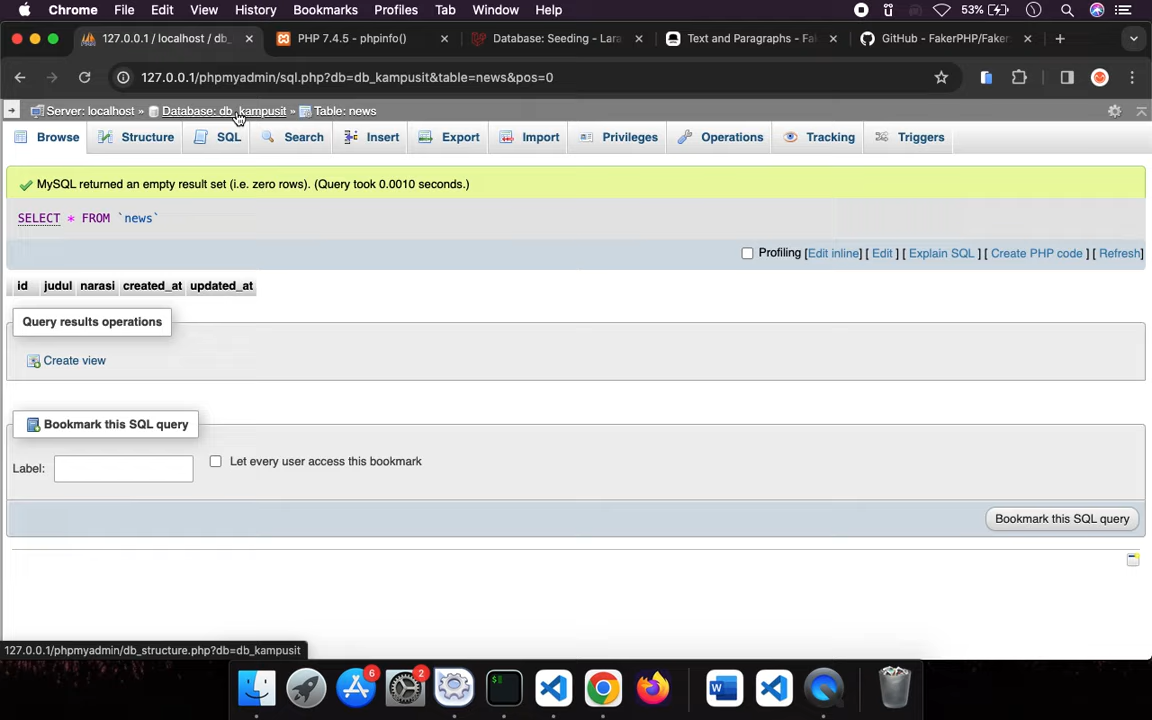 Chrome File Edit View History Bookmarks Profiles Tab Window Help 53%
127.0.0.1 / localhost / db_ PHP 7.4.5 - phpinfo() Database: Seeding - Lara Text and Paragraphs - Fak GitHub - FakerPHP/Faker:
127.0.0.1/phpmyadmin/sql.php?db=db_kampusit&table=news&pos=0
Server: localhost » Database: db_kampusit » Table: news
Browse Structure SQL Search Insert Export Import Privileges Operations Tracking Triggers
MySQL returned an empty result set (i.e. zero rows). (Query took 0.0010 seconds.)
SELECT * FROM `news`
Profiling [Edit inline] [ Edit ] [ Explain SQL ] [ Create PHP code ] [ Refresh]
id judul narasi created_at updated_at
Query results operations
Create view
Bookmark this SQL query
Label: Let every user access this bookmark
Bookmark this SQL query
127.0.0.1/phpmyadmin/db_structure.php?db=db_kampusit
6 2